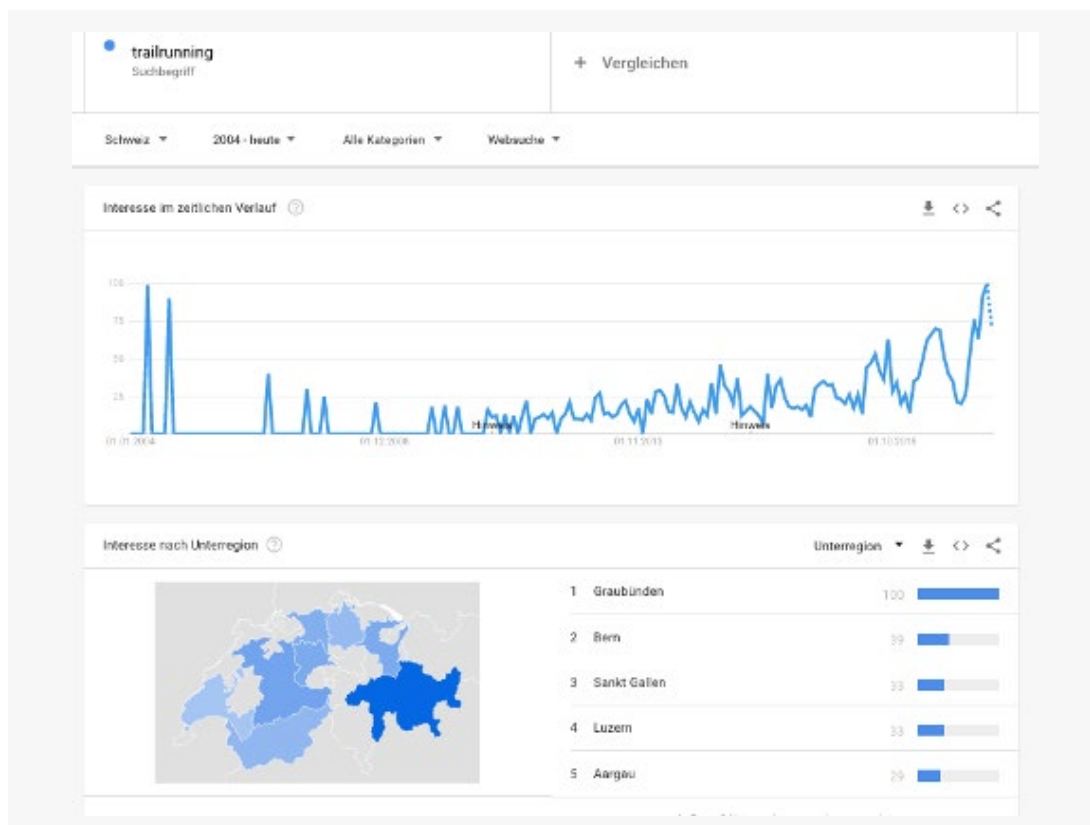 trailrunning
Suchbegriff
+ Vergleichen
Schweiz
2004 - heute
Alle Kategorien
Websuche
Interesse im zeitlichen Verlauf
100
75
50
25
Hinweis
Hinweis
01.01.2004
Interesse nach Unterregion
Unterregion
1 Graubünden 100
2 Bern 39
3 Sankt Gallen 33
4 Luzern 33
5 Aargau 29